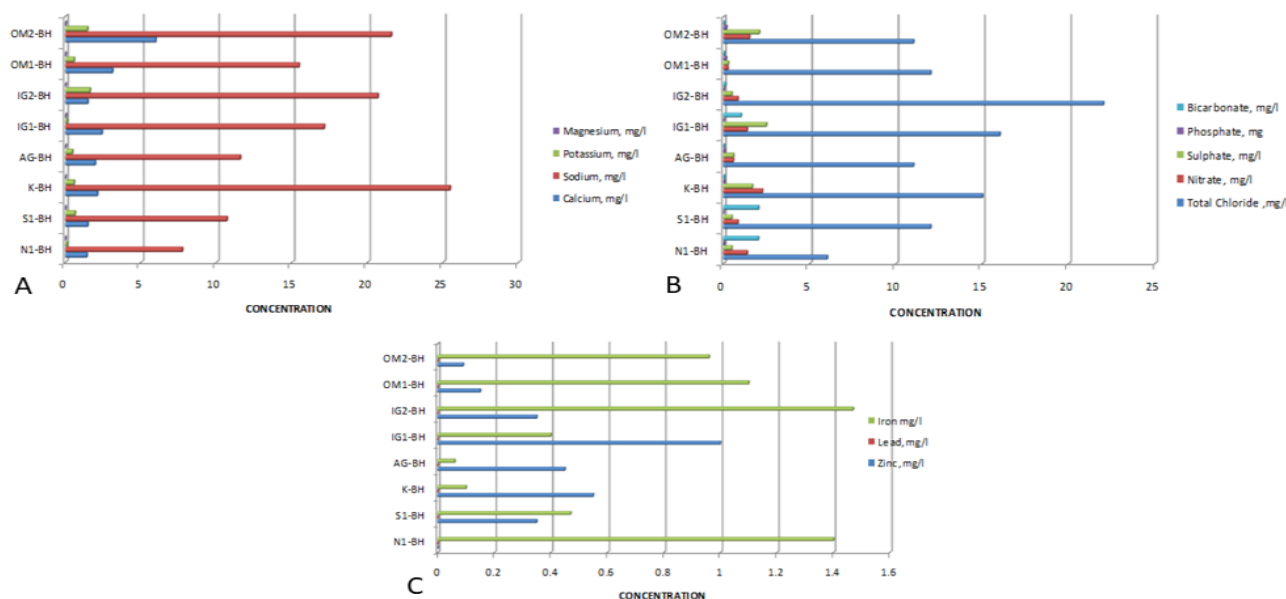 OM2-BH
OM1-BH
IG2-BH
IG1-BH
AG-BH
K-BH
S1-BH
N1-BH
0 5 10 15 20 25 30
CONCENTRATION
Magnesium, mg/l
Potassium, mg/l
Sodium, mg/l
Calcium, mg/l
A
OM2-BH
OM1-BH
IG2-BH
IG1-BH
AG-BH
K-BH
S1-BH
N1-BH
0 5 10 15 20 25
CONCENTRATION
Bicarbonate, mg/l
Phosphate, mg
Sulphate, mg/l
Nitrate, mg/l
Total Chloride ,mg/l
B
OM2-BH
OM1-BH
IG2-BH
IG1-BH
AG-BH
K-BH
S1-BH
N1-BH
0 0.2 0.4 0.6 0.8 1 1.2 1.4 1.6
CONCENTRATION
Iron mg/l
Lead, mg/l
Zinc, mg/l
C